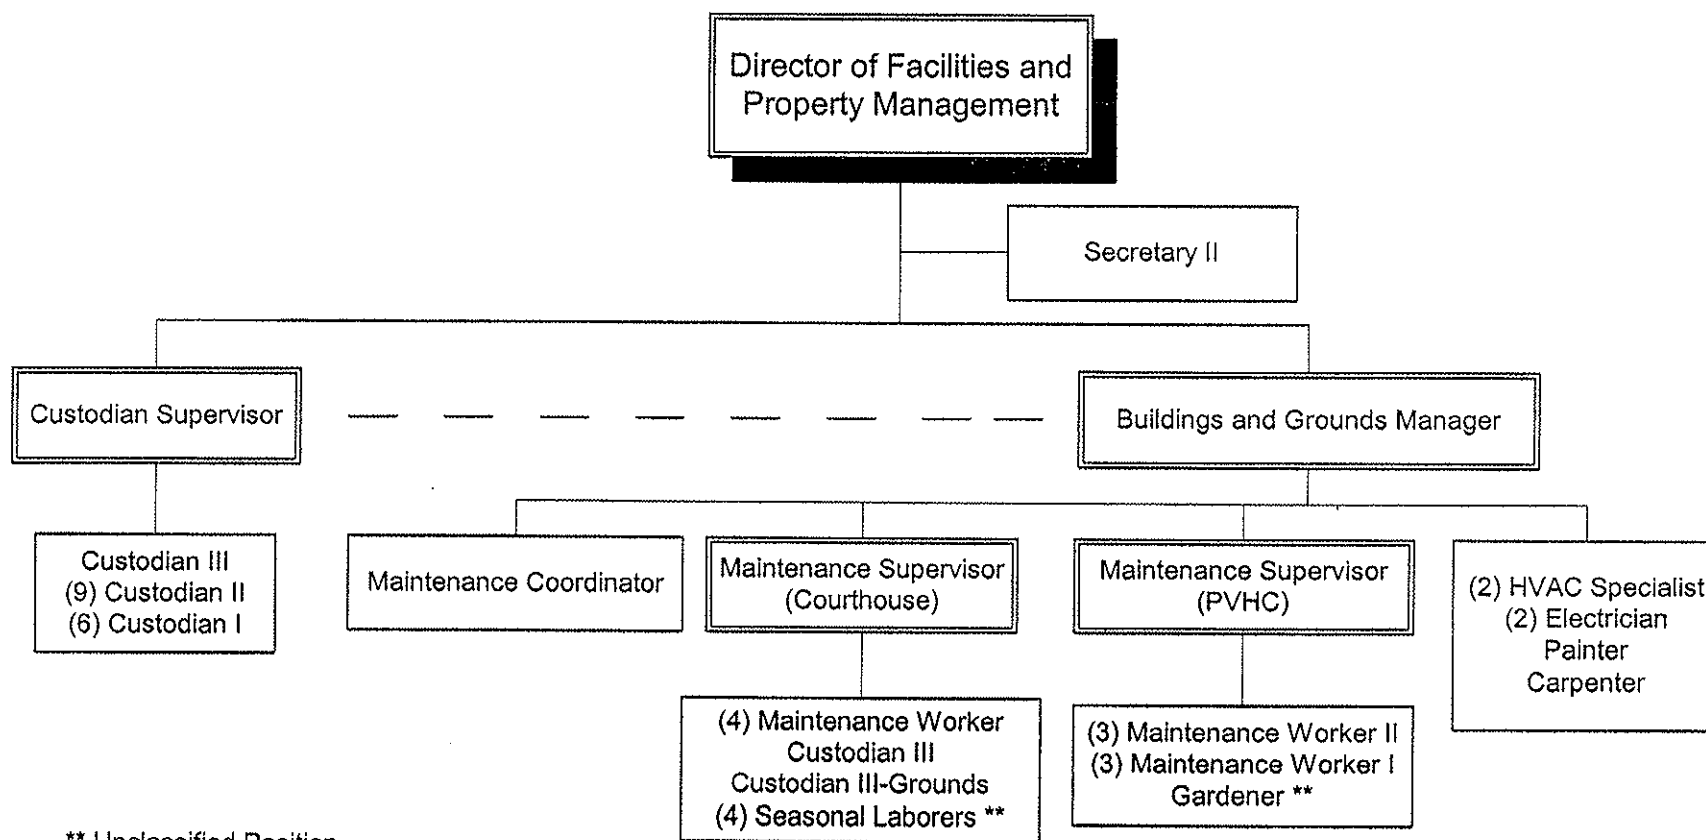 Director of Facilities and
Property Management
Secretary II
Custodian Supervisor
Buildings and Grounds Manager
Custodian III
(9) Custodian II
(6) Custodian I
Maintenance Coordinator
Maintenance Supervisor
(Courthouse)
Maintenance Supervisor
(PVHC)
(2) HVAC Specialist
(2) Electrician
Painter
Carpenter
(4) Maintenance Worker
Custodian III
Custodian III-Grounds
(4) Seasonal Laborers **
(3) Maintenance Worker II
(3) Maintenance Worker I
Gardener **
** Unclassified Position